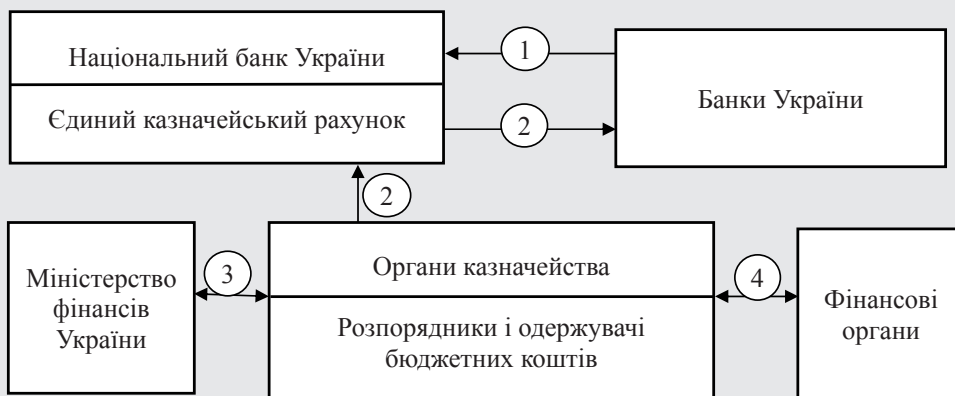 Національний банк України
1
Банки України
Єдиний казначейський рахунок
2
2
Міністерство
фінансів
України
3
Органи казначейства
4
Фінансові
органи
Розпорядники і одержувачі
бюджетних коштів